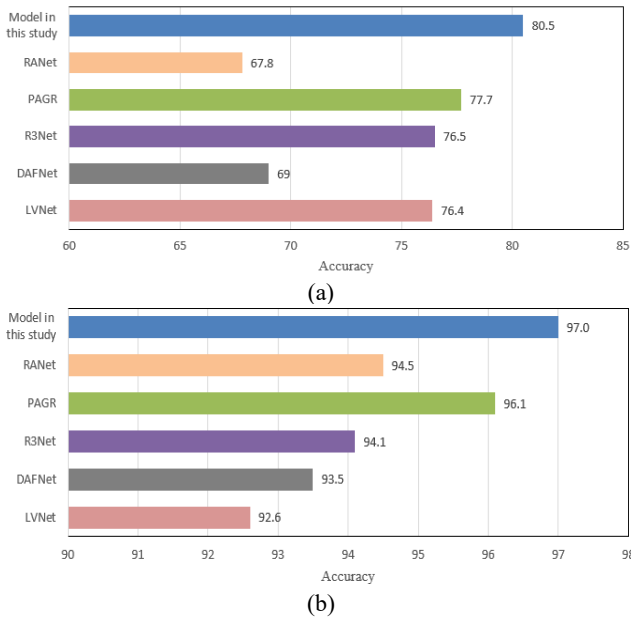 Model in
this study
80.5
RANet
67.8
PAGR
77.7
R3Net
76.5
DAFNet
69
LVNet
76.4
60 65 70 75 80 85
Accuracy
(a)
Model in
this study
97.0
RANet
94.5
PAGR
96.1
R3Net
94.1
DAFNet
93.5
LVNet
92.6
90 91 92 93 94 95 96 97 98
Accuracy
(b)